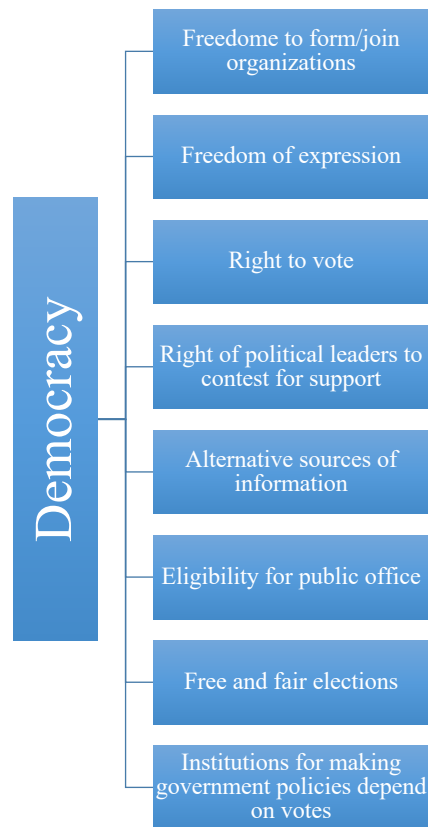 Democracy
Freedome to form/join
organizations
Freedom of expression
Right to vote
Right of political leaders to
contest for support
Alternative sources of
information
Eligibility for public office
Free and fair elections
Institutions for making
government policies depend
on votes